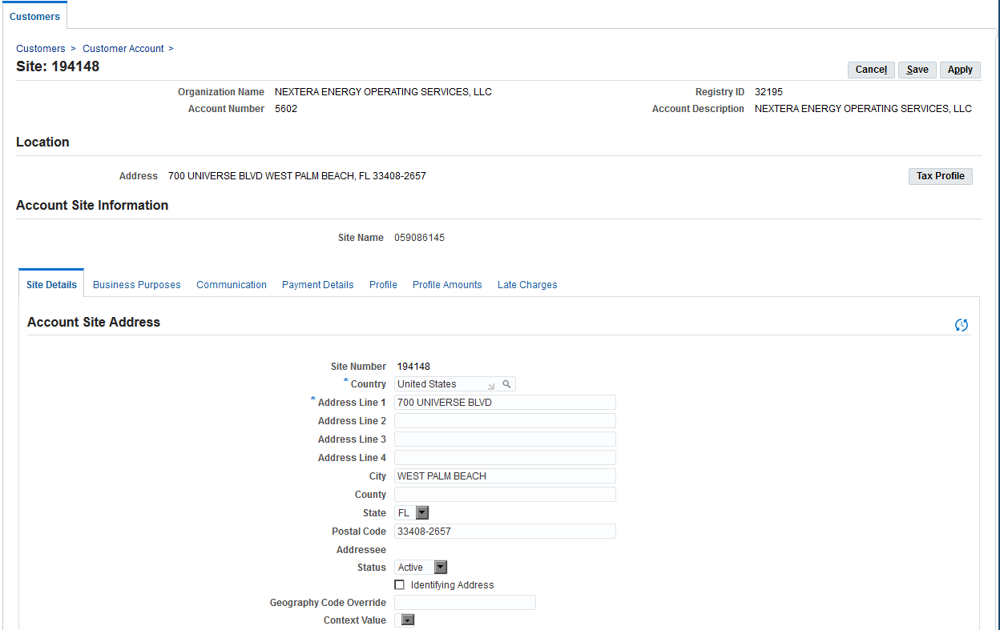 Customers
Customers > Customer Account >
Site: 194148
Cancel Save Apply
Organization Name NEXTERA ENERGY OPERATING SERVICES, LLC Registry ID 32195
Account Number 5602 Account Description NEXTERA ENERGY OPERATING SERVICES, LLC
Location
Address 700 UNIVERSE BLVD WEST PALM BEACH, FL 33408-2657 Tax Profile
Account Site Information
Site Name 059086145
Site Details Business Purposes Communication Payment Details Profile Profile Amounts Late Charges
Account Site Address
Site Number 194148
* Country United States
* Address Line 1 700 UNIVERSE BLVD
Address Line 2
Address Line 3
Address Line 4
City WEST PALM BEACH
County
State FL
Postal Code 33408-2657
Addressee
Status Active
Identifying Address
Geography Code Override
Context Value